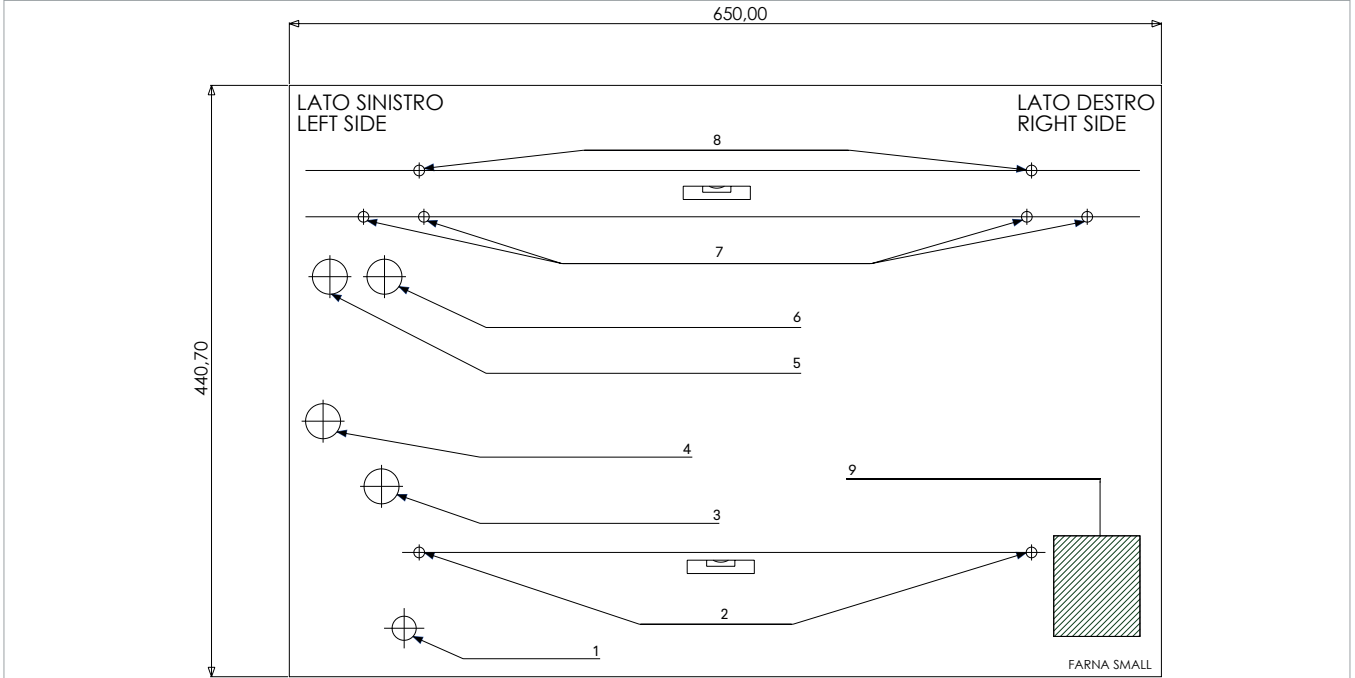 650,00
LATO SINISTRO
LEFT SIDE
LATO DESTRO
RIGHT SIDE
8
7
6
5
440,70
4
9
3
2
1
FARNA SMALL